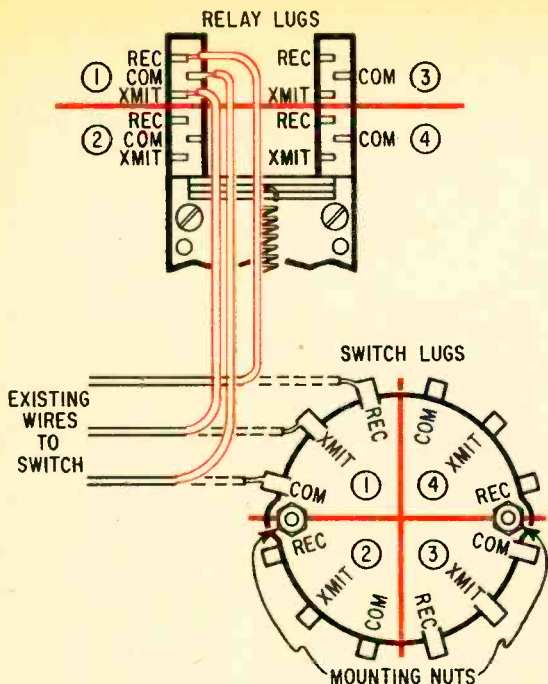 RELAY LUGS
REC
COM
XMIT
1
REC
COM
XMIT
2
REC
COM
XMIT
3
REC
COM
XMIT
4
EXISTING
WIRES
TO
SWITCH
SWITCH LUGS
REC
XMIT
COM
1
COM
XMIT
REC
4
REC
XMIT
COM
2
COM
XMIT
REC
3
MOUNTING NUTS